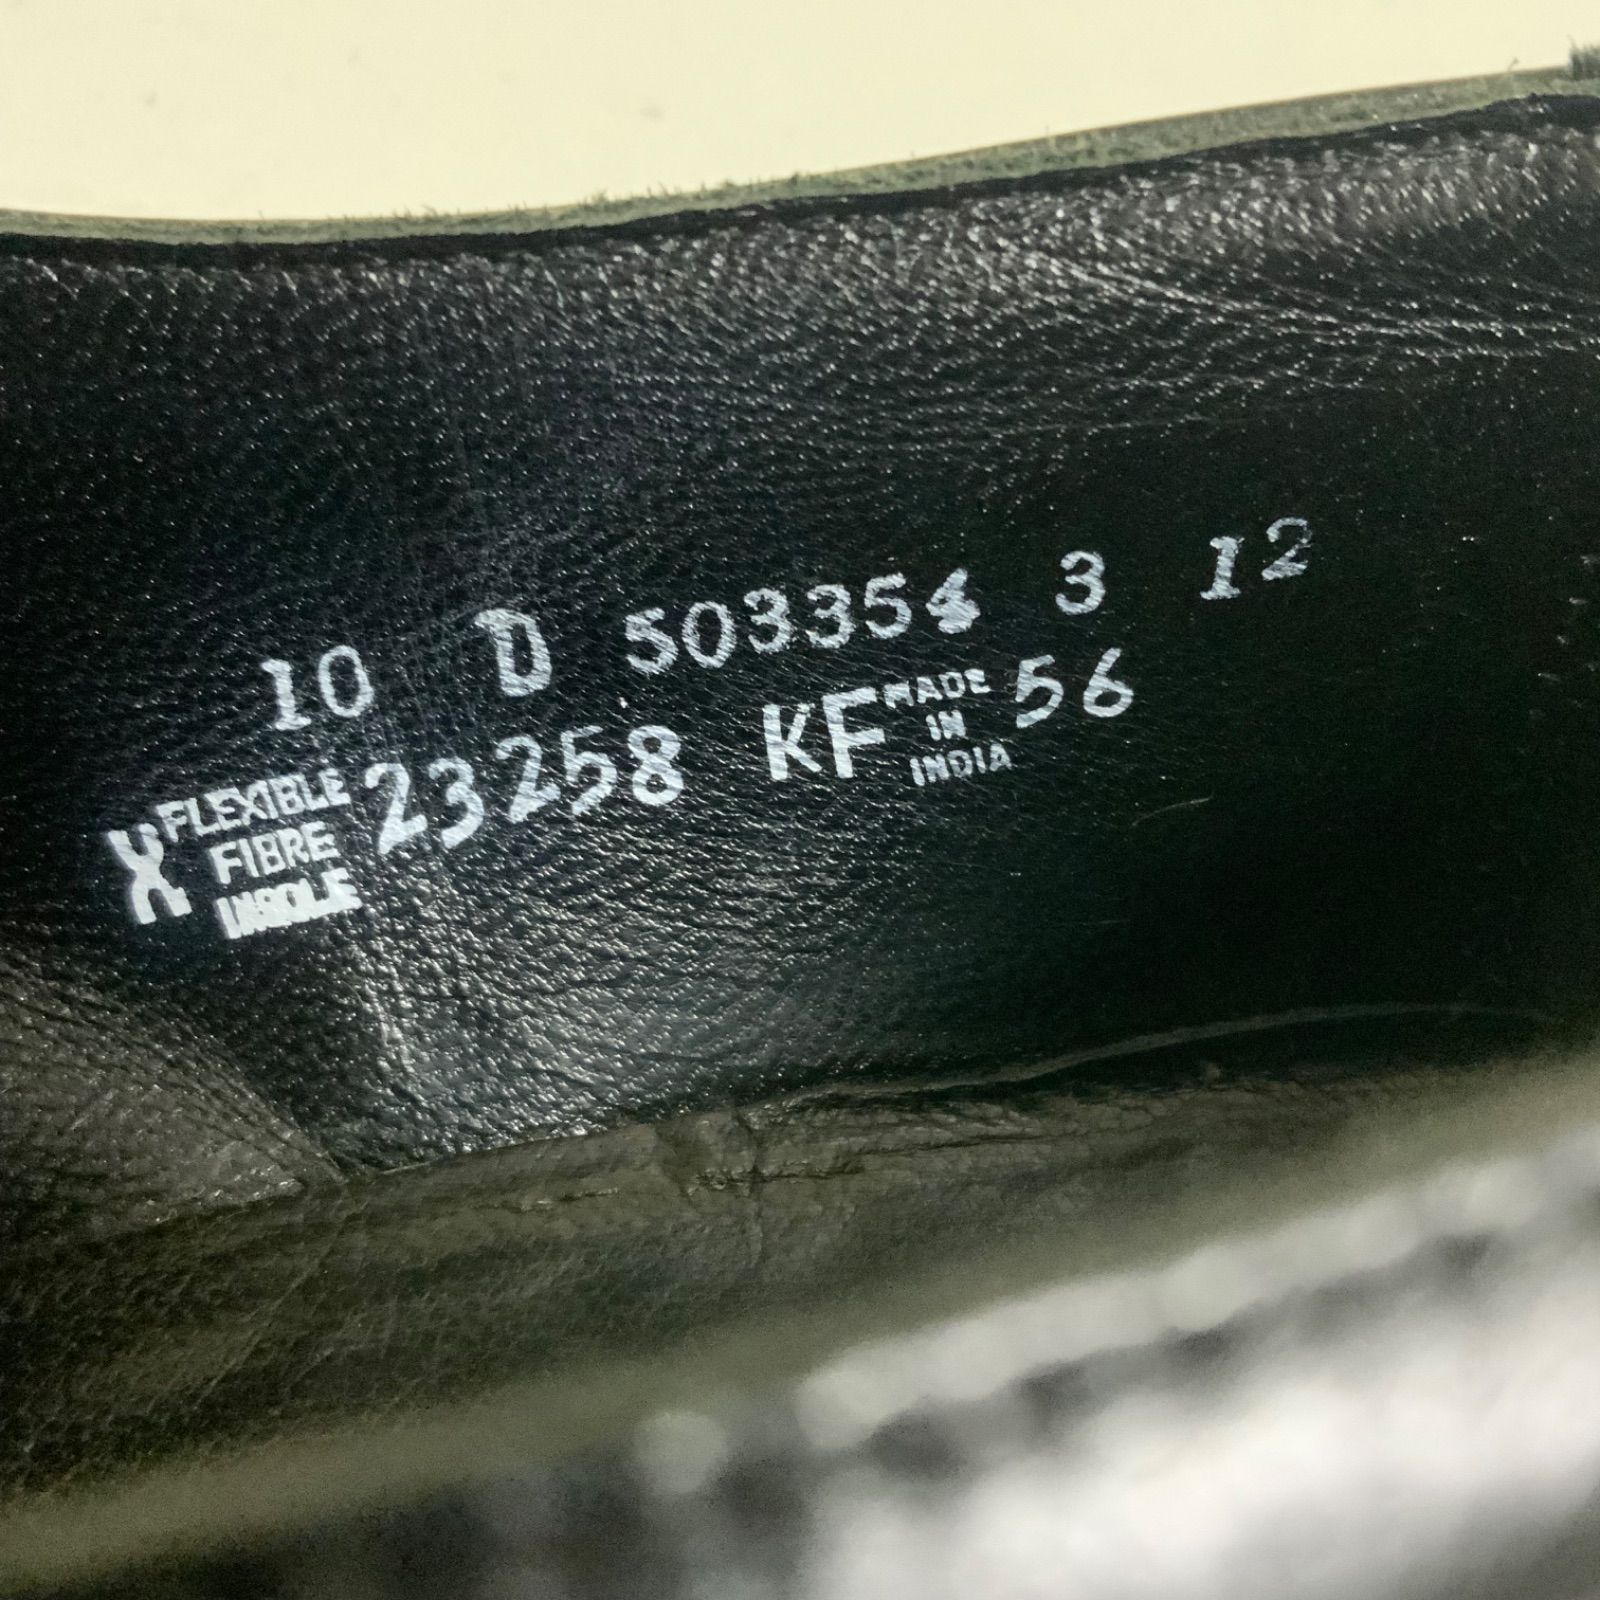 10 D 503354 3 12
X FLEXIBLE FIBRE INSOLE 23258 KF MADE IN INDIA 56